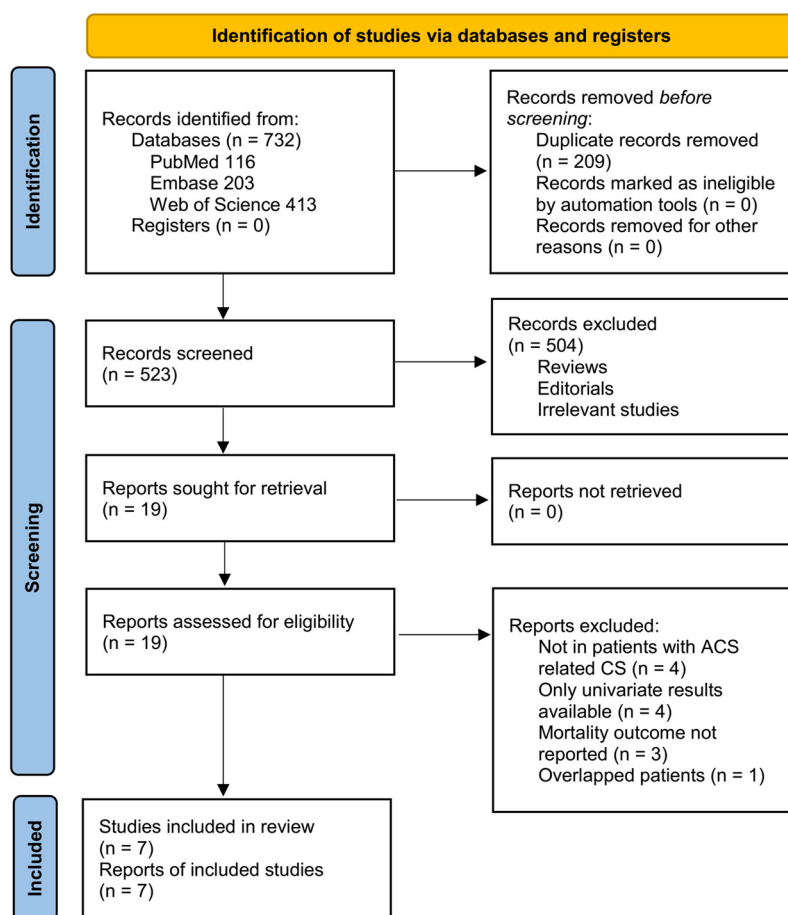 Identification of studies via databases and registers
Identification
Records identified from:
Databases (n = 732)
PubMed 116
Embase 203
Web of Science 413
Registers (n = 0)
Records removed before
screening:
Duplicate records removed
(n = 209)
Records marked as ineligible
by automation tools (n = 0)
Records removed for other
reasons (n = 0)
Screening
Records screened
(n = 523)
Records excluded
(n = 504)
Reviews
Editorials
Irrelevant studies
Reports sought for retrieval
(n = 19)
Reports not retrieved
(n = 0)
Reports assessed for eligibility
(n = 19)
Reports excluded:
Not in patients with ACS
related CS (n = 4)
Only univariate results
available (n = 4)
Mortality outcome not
reported (n = 3)
Overlapped patients (n = 1)
Included
Studies included in review
(n = 7)
Reports of included studies
(n = 7)